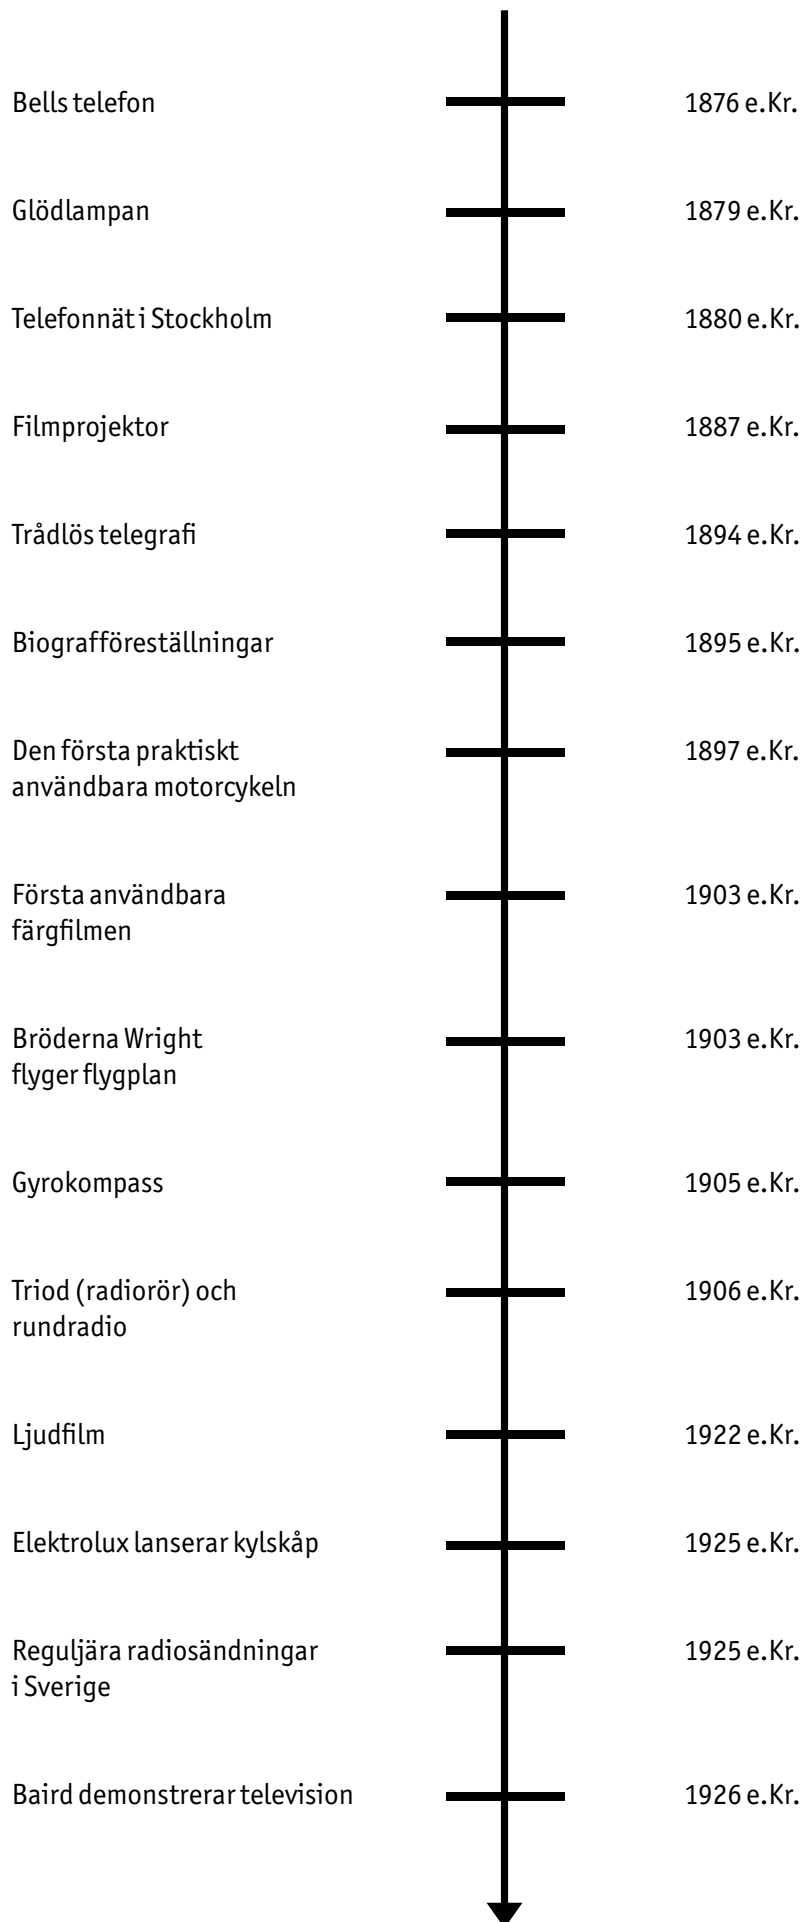 Bells telefon 1876 e.Kr.
Glödlampan 1879 e.Kr.
Telefonnät i Stockholm 1880 e.Kr.
Filmprojektor 1887 e.Kr.
Trådlös telegrafi 1894 e.Kr.
Biografföreställningar 1895 e.Kr.
Den första praktiskt 1897 e.Kr.
användbara motorcykeln
Första användbara 1903 e.Kr.
färgfilmen
Bröderna Wright 1903 e.Kr.
flyger flygplan
Gyrokompass 1905 e.Kr.
Triod (radiorör) och 1906 e.Kr.
rundradio
Ljudfilm 1922 e.Kr.
Elektrolux lanserar kylskåp 1925 e.Kr.
Reguljära radiosändningar 1925 e.Kr.
i Sverige
Baird demonstrerar television 1926 e.Kr.